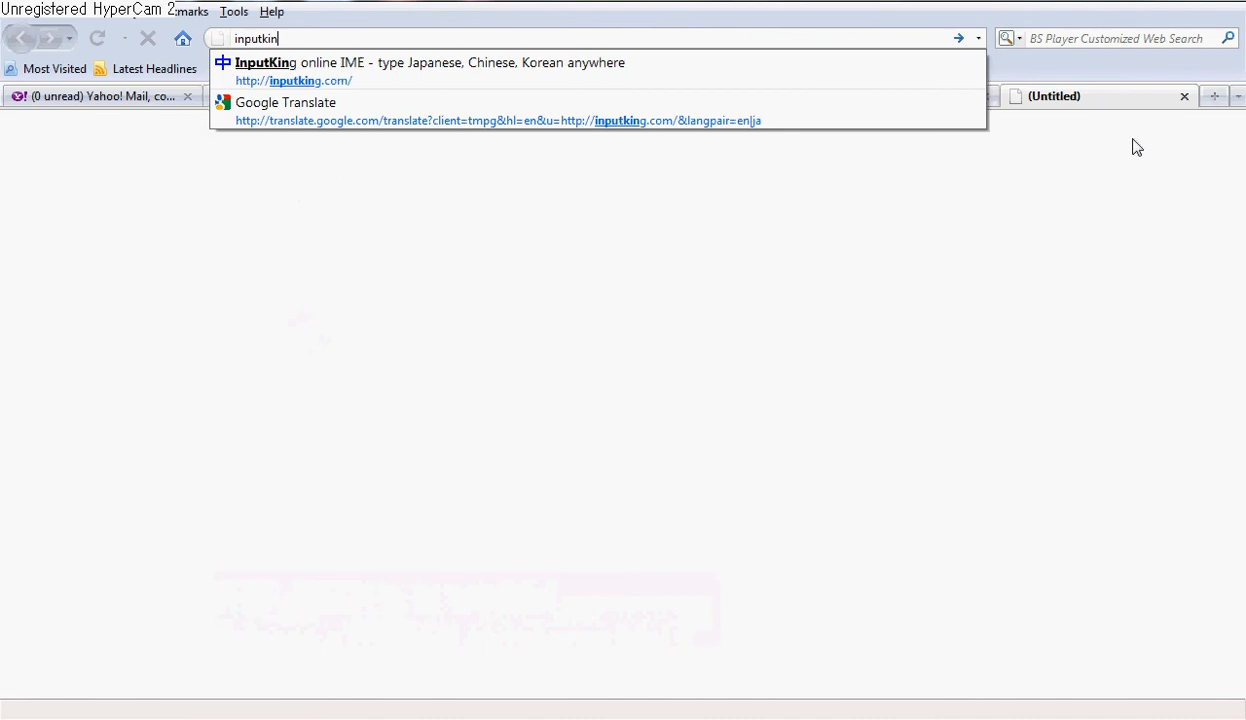 Unregistered HyperCam 2
marks Tools Help
inputkin
BS Player Customized Web Search
InputKing online IME - type Japanese, Chinese, Korean anywhere
http://inputking.com/
Most Visited Latest Headlines
(0 unread) Yahoo! Mail, co...
Google Translate
(Untitled)
http://translate.google.com/translate?client=tmpg&hl=en&u=http://inputking.com/&langpair=en|ja